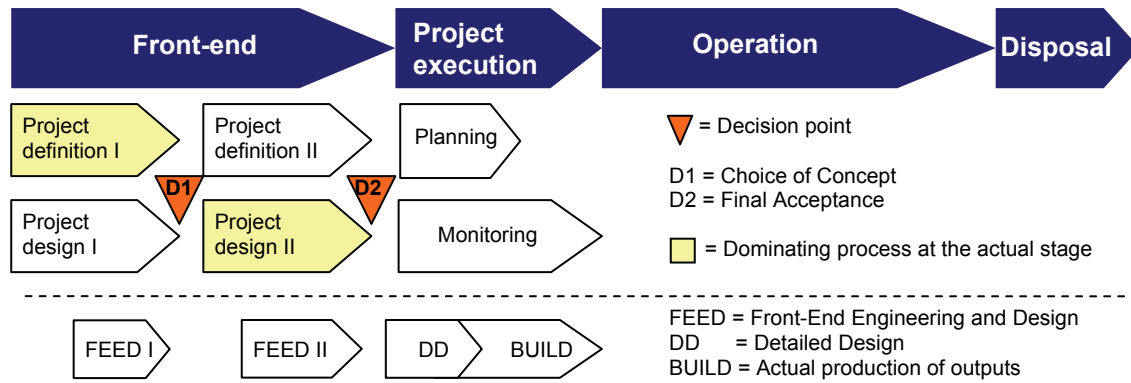 Front-end
Project
execution
Operation
Disposal
Project
definition I
Project
definition II
Planning
= Decision point
D1
D2
D1 = Choice of Concept
D2 = Final Acceptance
Project
design I
Project
design II
Monitoring
= Dominating process at the actual stage
FEED I
FEED II
DD
BUILD
FEED = Front-End Engineering and Design
DD = Detailed Design
BUILD = Actual production of outputs